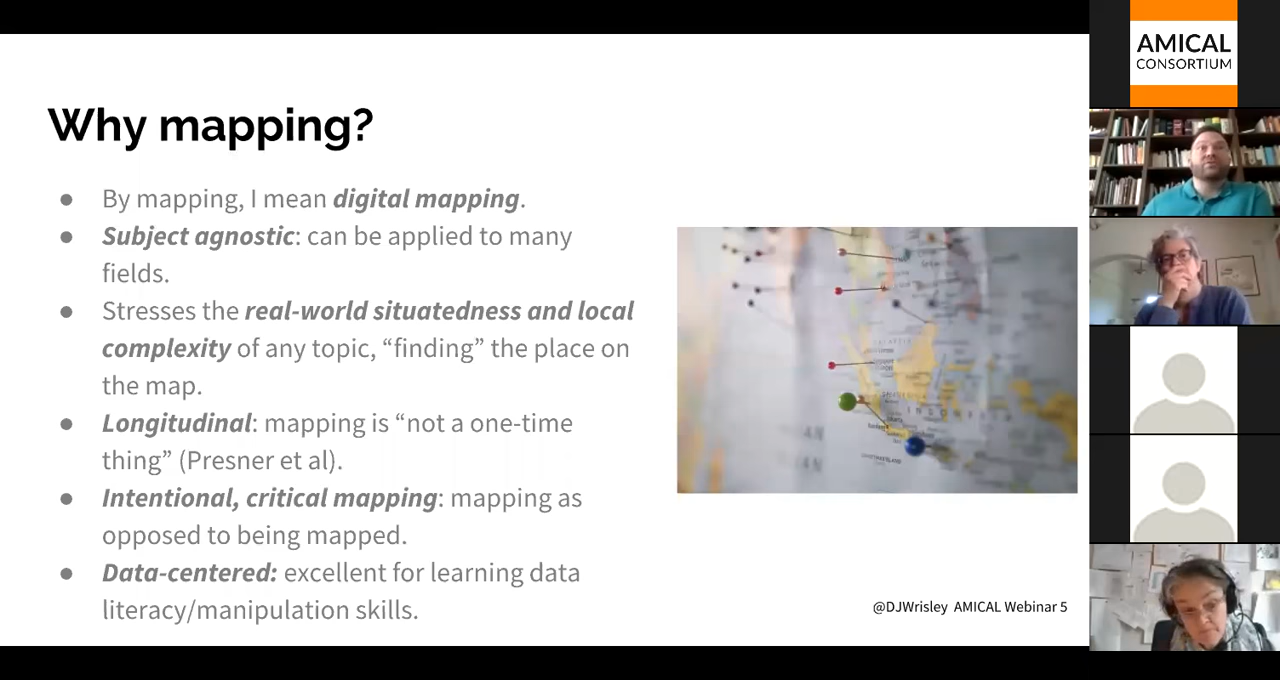 Why mapping?
● By mapping, I mean digital mapping.
● Subject agnostic: can be applied to many
fields.
● Stresses the real-world situatedness and local
complexity of any topic, “finding” the place on
the map.
● Longitudinal: mapping is “not a one-time
thing” (Presner et al).
● Intentional, critical mapping: mapping as
opposed to being mapped.
● Data-centered: excellent for learning data
literacy/manipulation skills.
@DJWrisley AMICAL Webinar 5
AMICAL
CONSORTIUM